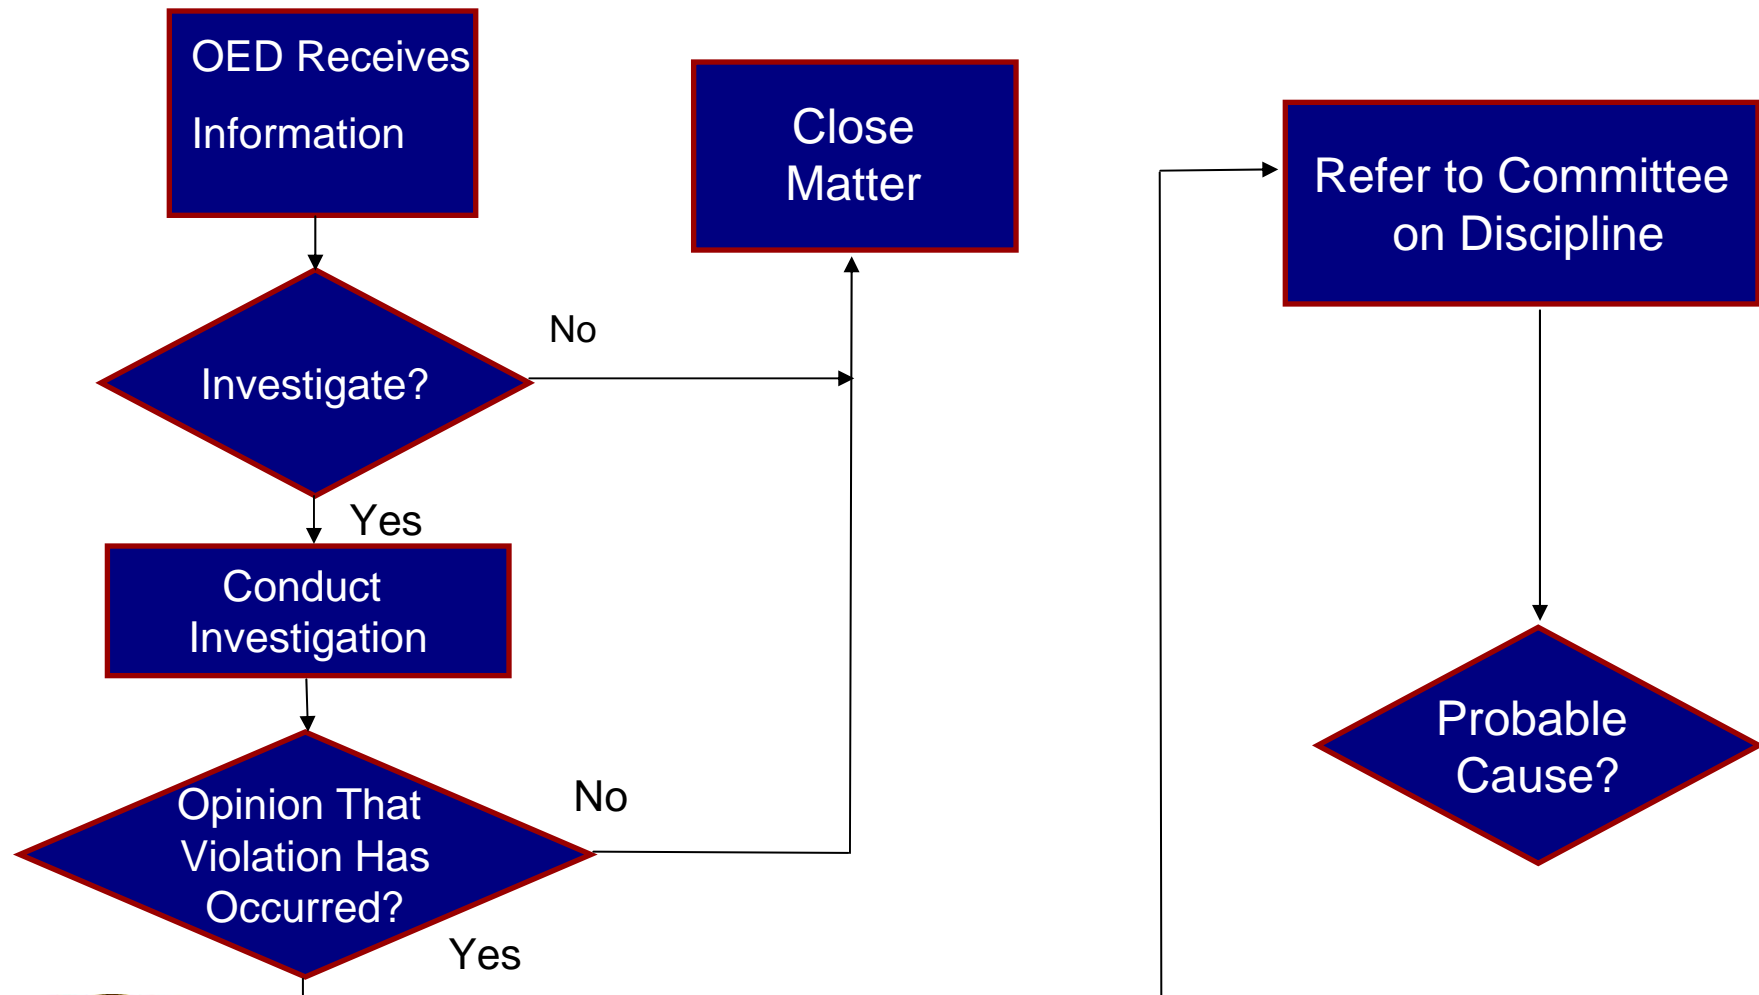 OED Receives
Information
Close
Matter
Refer to Committee
on Discipline
No
Investigate?
Yes
Conduct
Investigation
Probable
Cause?
No
Opinion That
Violation Has
Occurred?
Yes